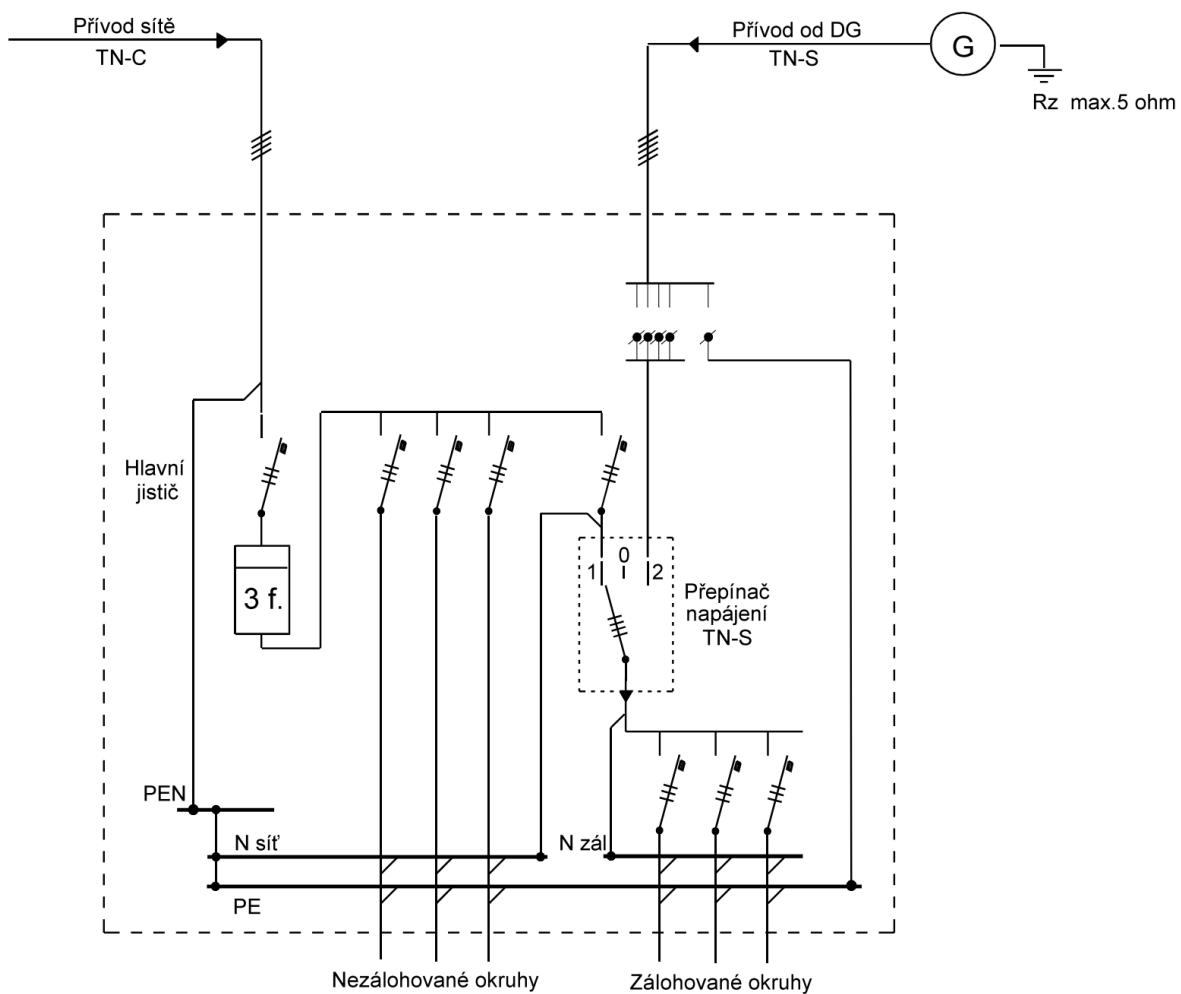 Přívod sítě
TN-C
Přívod od DG
TN-S
G
Rz max.5 ohm
Hlavní
jistič
3 f.
0
1
2
Přepínač
napájení
TN-S
PEN
N síť
N zál
PE
Nezálohované okruhy
Zálohované okruhy